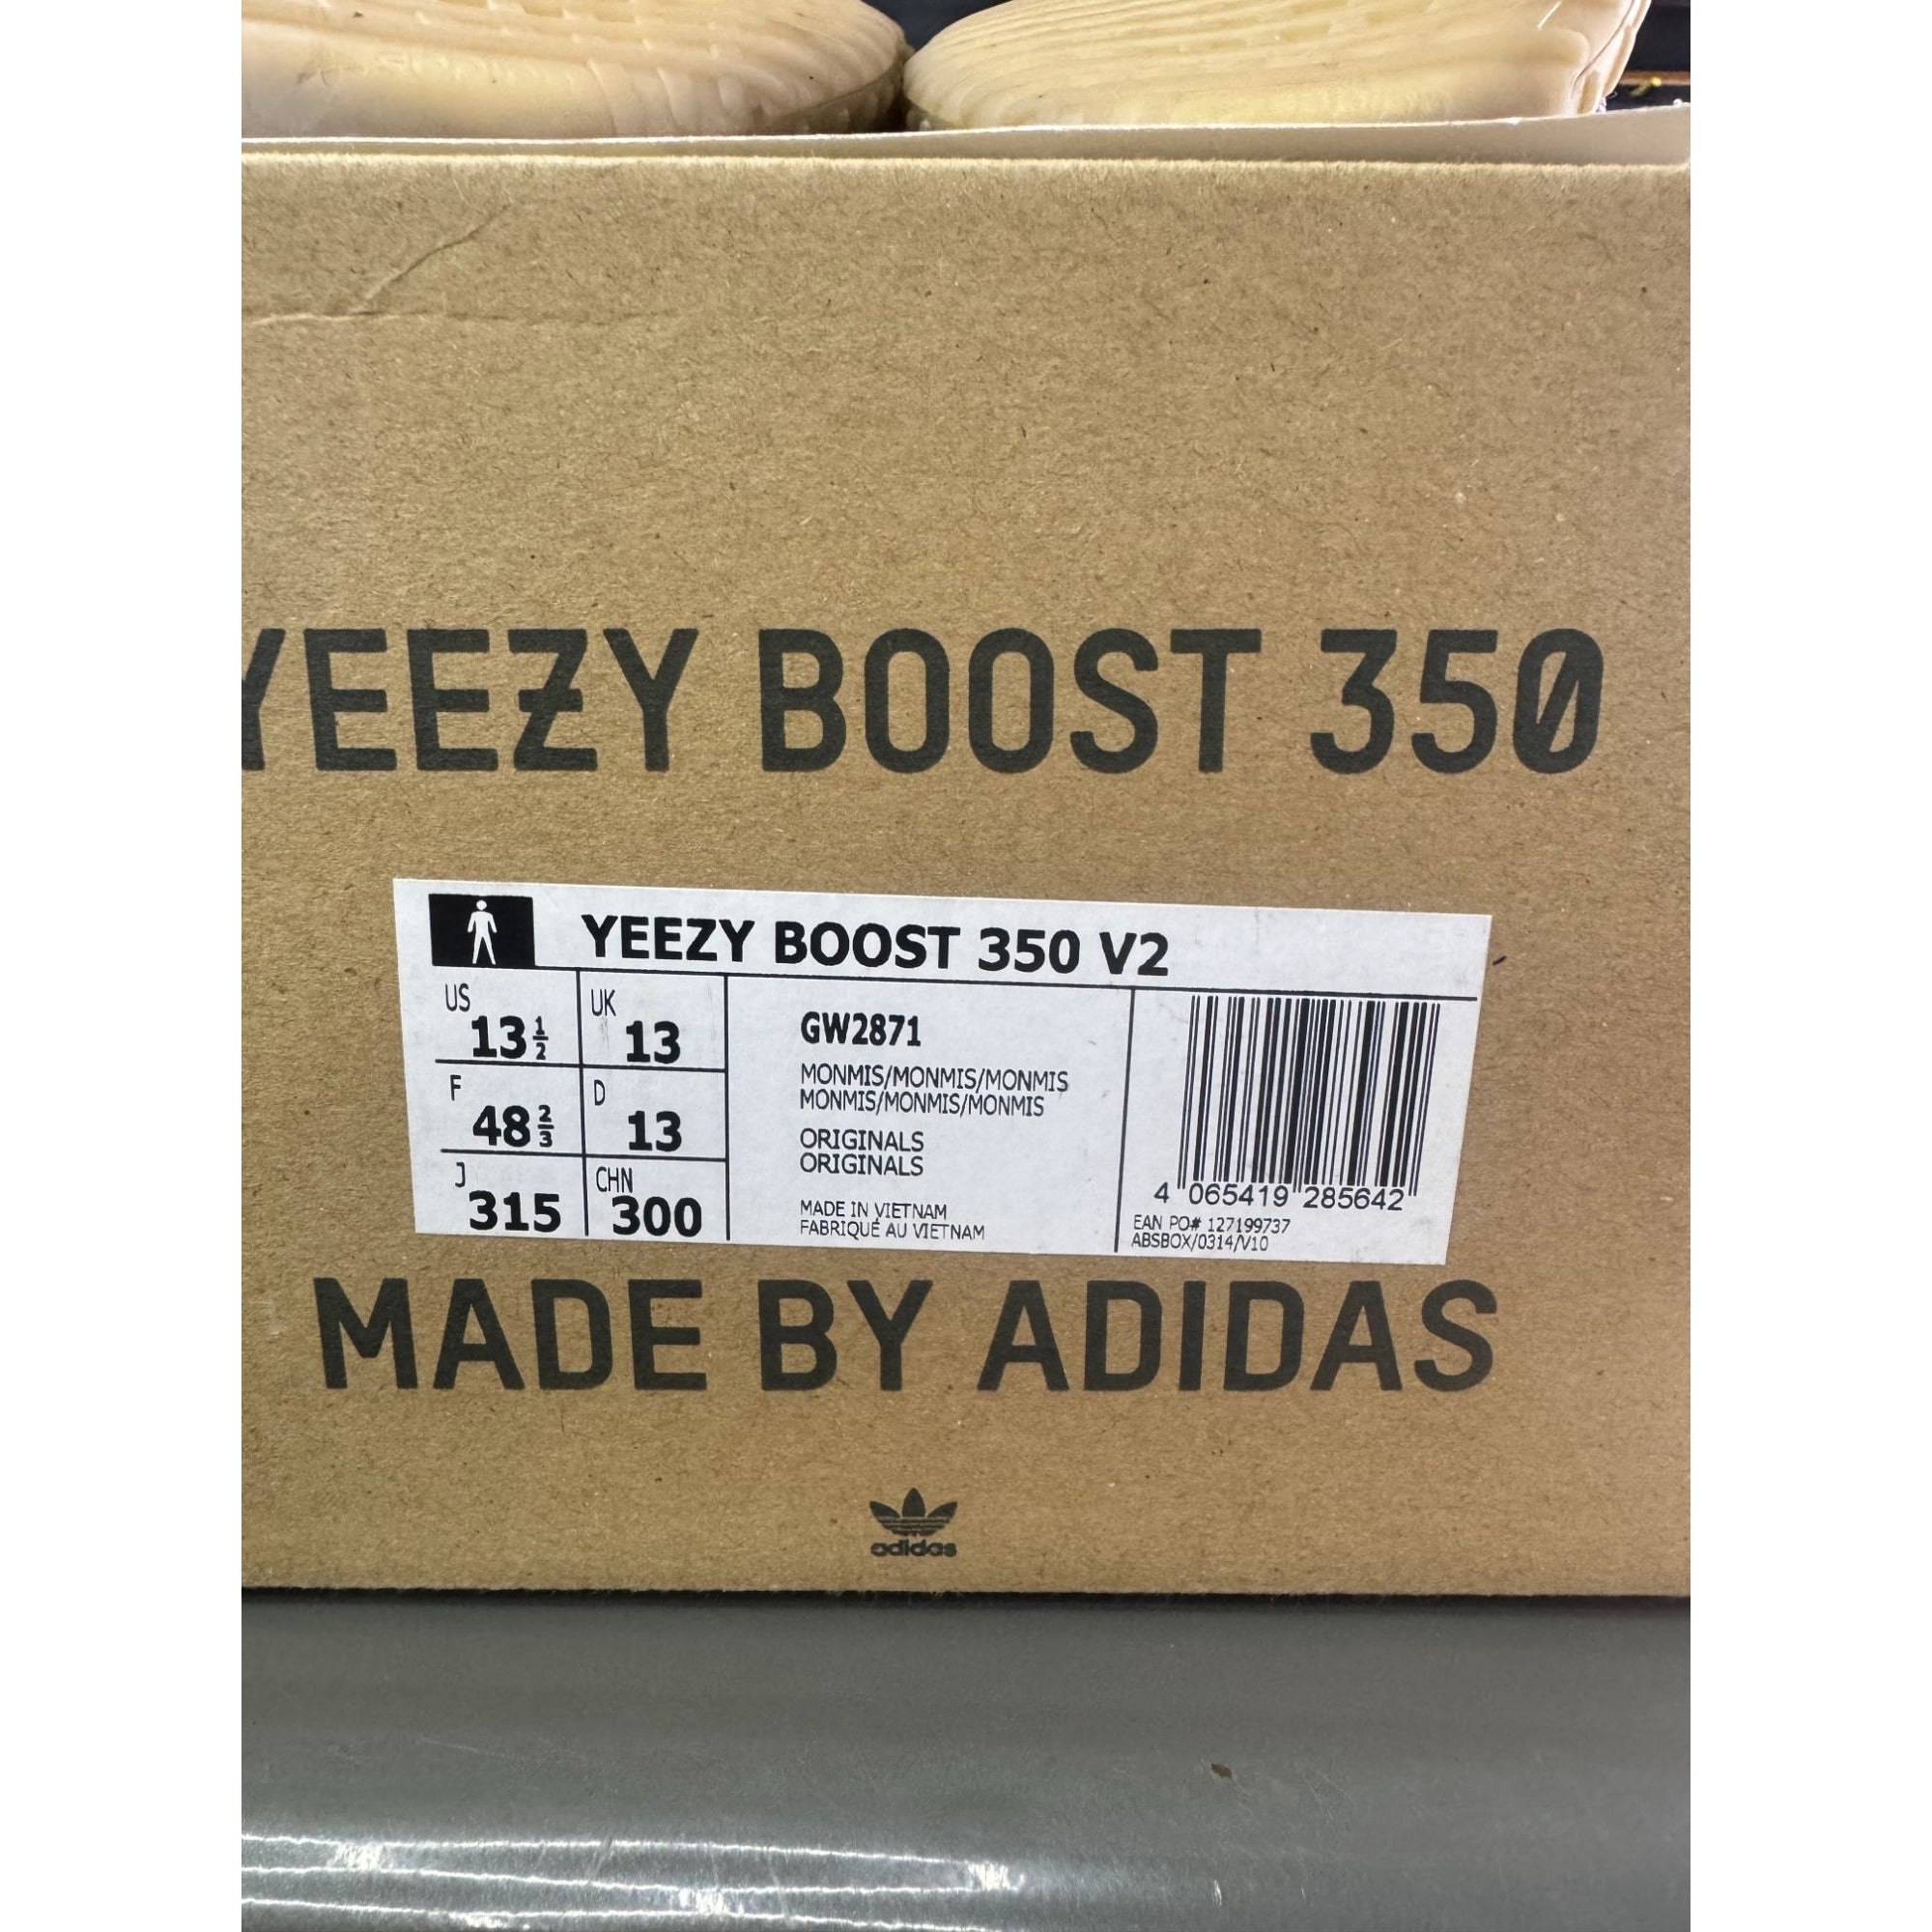 YEEZY BOOST 350
YEEZY BOOST 350 V2
US 13 1/2
UK 13
F 48 2/3
D 13
J 315
CHN 300
GW2871
MONMIS/MONMIS/MONMIS
MONMIS/MONMIS/MONMIS
ORIGINALS
ORIGINALS
MADE IN VIETNAM
FABRIQUÉ AU VIETNAM
4 065419 285642
EAN PO# 127199737
ABSBOX/0314/V10
MADE BY ADIDAS
adidas